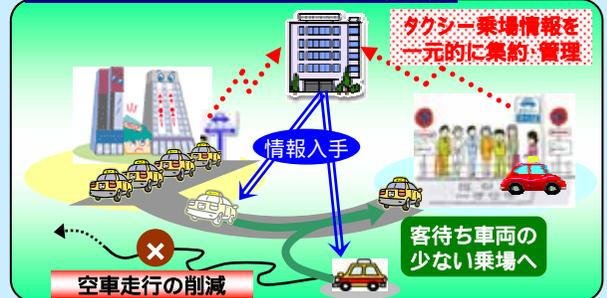 タクシー乗場情報を
一元的に集約・管理
情報入手
客待ち車両の
少ない乗場へ
×
空車走行の削減